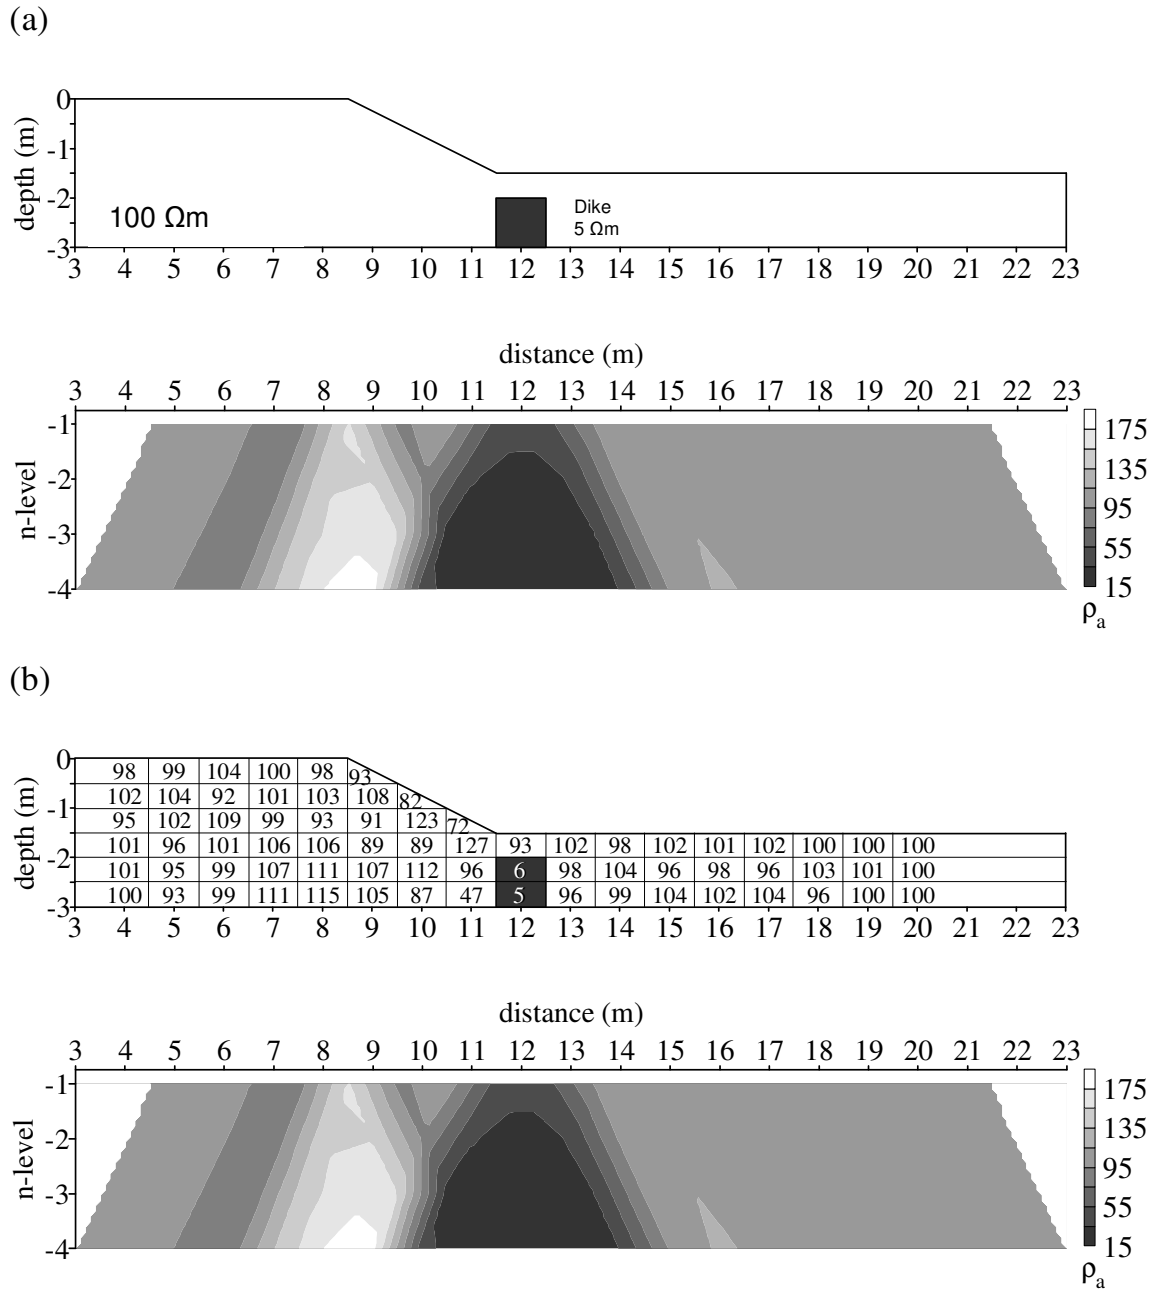 (a)
0
-1
-2
-3
depth (m)
100 Ωm
Dike
5 Ωm
3 4 5 6 7 8 9 10 11 12 13 14 15 16 17 18 19 20 21 22 23
distance (m)
3 4 5 6 7 8 9 10 11 12 13 14 15 16 17 18 19 20 21 22 23
-1
-2
-3
-4
n-level
175
135
95
55
15
ρa
(b)
0
-1
-2
-3
depth (m)
98 99 104 100 98 93
102 104 92 101 103 108 82
95 102 109 99 93 91 123 72
101 96 101 106 106 89 89 127 93 102 98 102 101 102 100 100 100
101 95 99 107 111 107 112 96 6 98 104 96 98 96 103 101 100
100 93 99 111 115 105 87 47 5 96 99 104 102 104 96 100 100
3 4 5 6 7 8 9 10 11 12 13 14 15 16 17 18 19 20 21 22 23
distance (m)
3 4 5 6 7 8 9 10 11 12 13 14 15 16 17 18 19 20 21 22 23
-1
-2
-3
-4
n-level
175
135
95
55
15
ρa